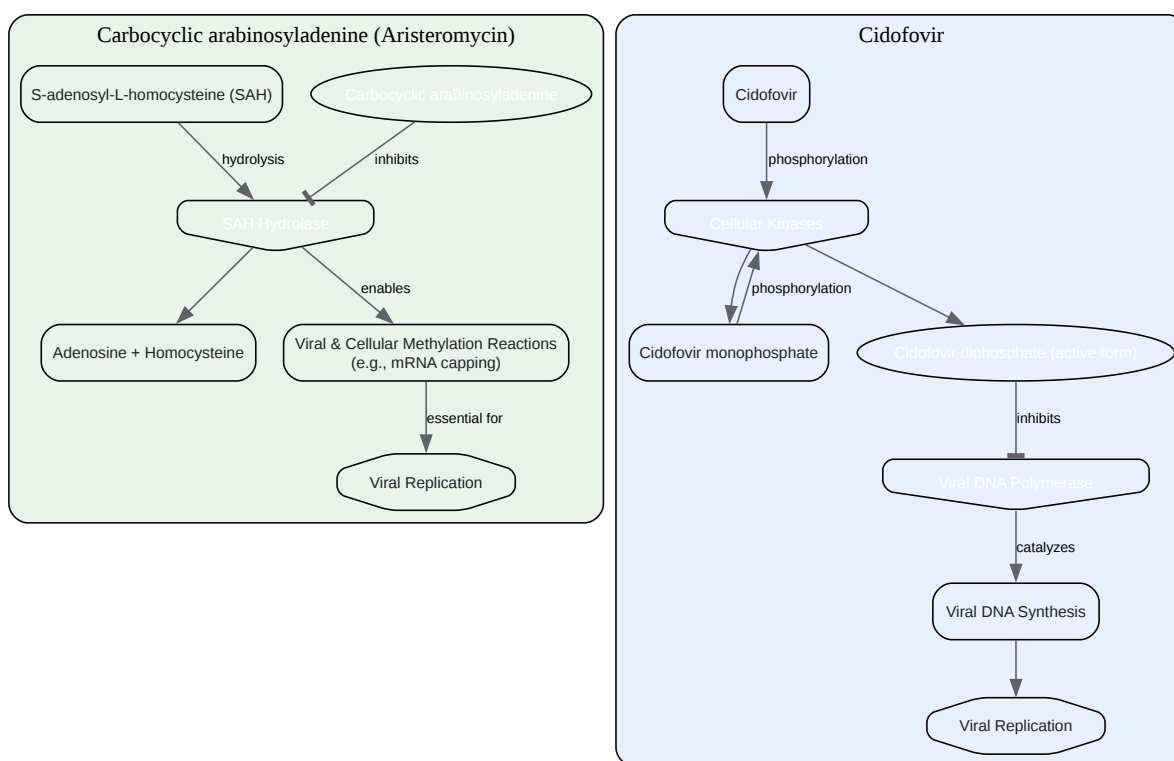 Carbocyclic arabinosyladenine (Aristeromycin)
S-adenosyl-L-homocysteine (SAH)
Carbocyclic arabinosyladenine
hydrolysis
inhibits
SAH Hydrolase
enables
Adenosine + Homocysteine
Viral & Cellular Methylation Reactions
(e.g., mRNA capping)
essential for
Viral Replication
Cidofovir
Cidofovir
phosphorylation
Cellular Kinases
phosphorylation
Cidofovir monophosphate
Cidofovir diphosphate (active form)
inhibits
Viral DNA Polymerase
catalyzes
Viral DNA Synthesis
Viral Replication